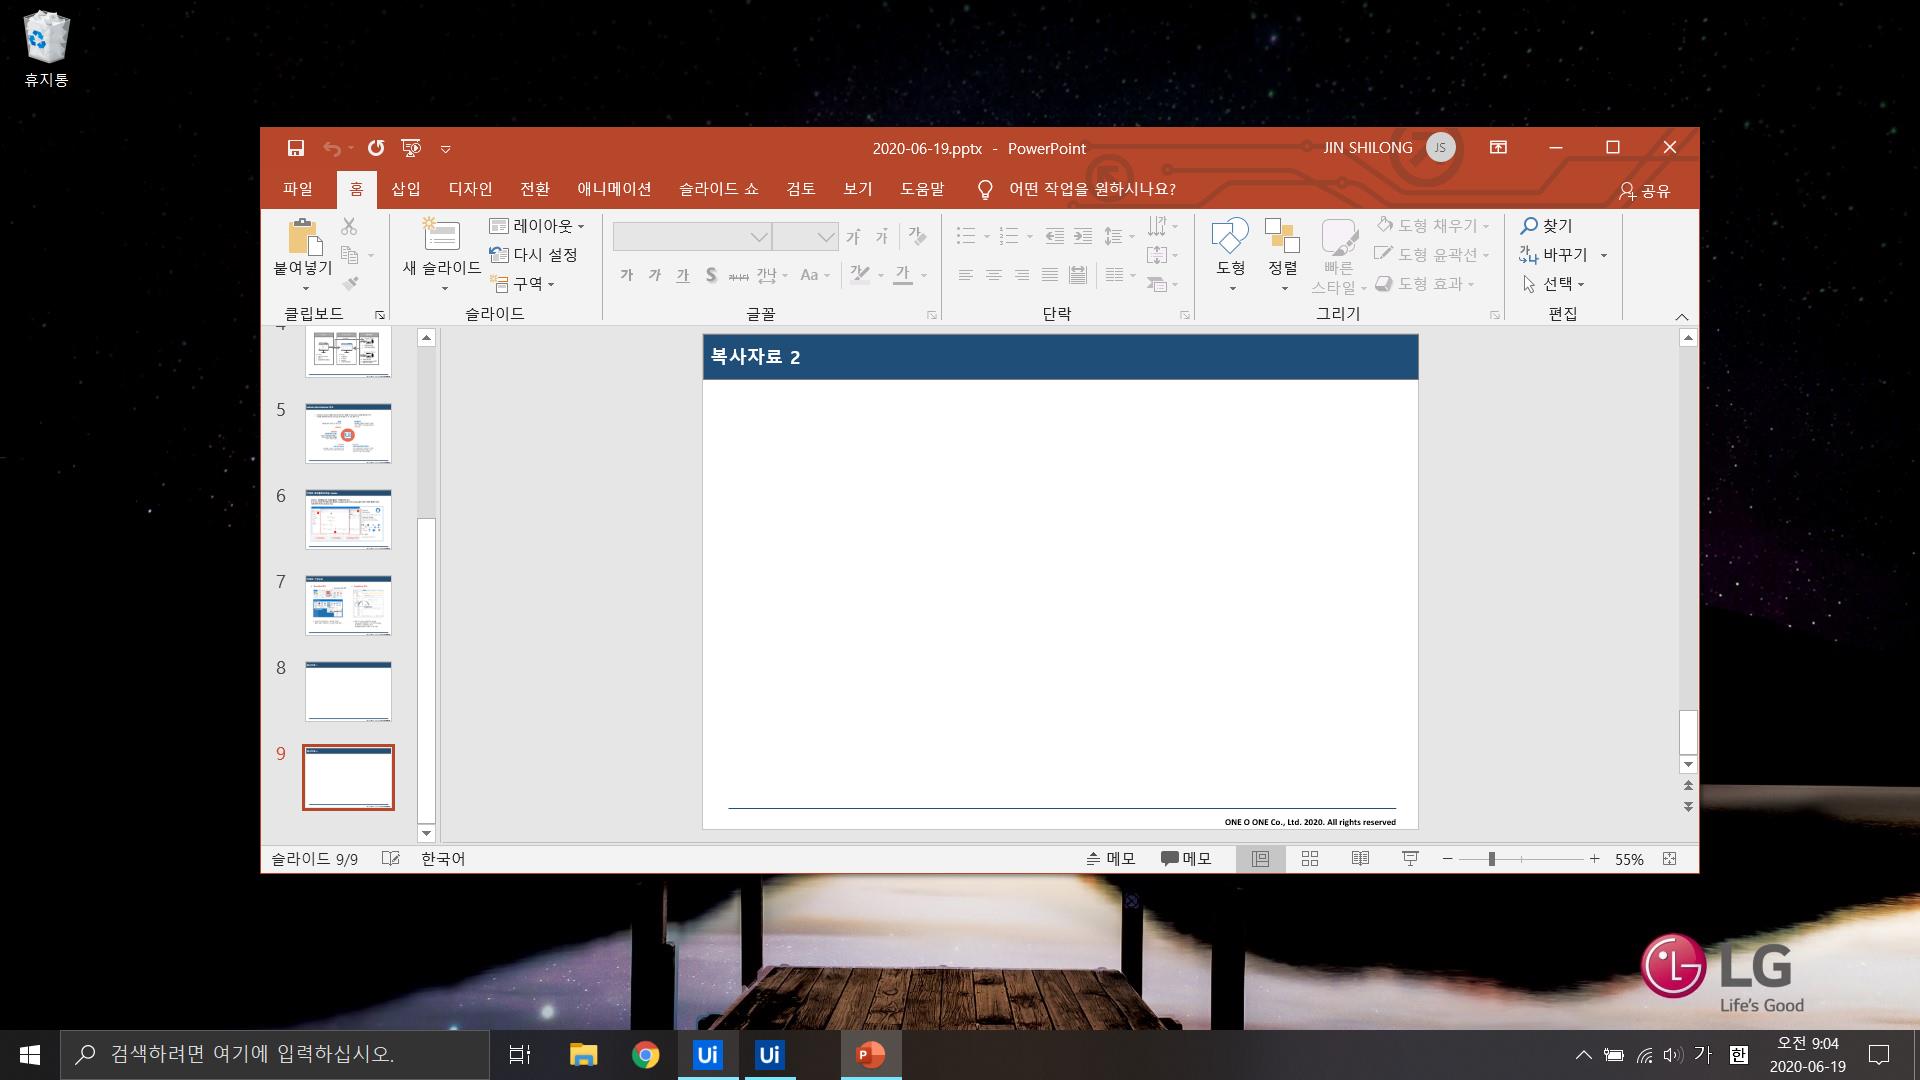 휴지통
2020-06-19.pptx - PowerPoint
JIN SHILONG
JS
파일 홈 삽입 디자인 전환 애니메이션 슬라이드 쇼 검토 보기 도움말 어떤 작업을 원하시나요? 공유
붙여넣기
클립보드
새 슬라이드
레이아웃
다시 설정
구역
슬라이드
가 가
가 가 가 S 가나 Aa 가
글꼴
단락
도형
정렬
빠른
스타일
도형 채우기
도형 윤곽선
도형 효과
그리기
찾기
바꾸기
선택
편집
복사자료 2
4
5
6
7
8
9
ONE O ONE Co., Ltd. 2020. All rights reserved
슬라이드 9/9 한국어 메모 메모 55%
LG
Life's Good
검색하려면 여기에 입력하십시오.
Ui Ui
가 한
오전 9:04
2020-06-19